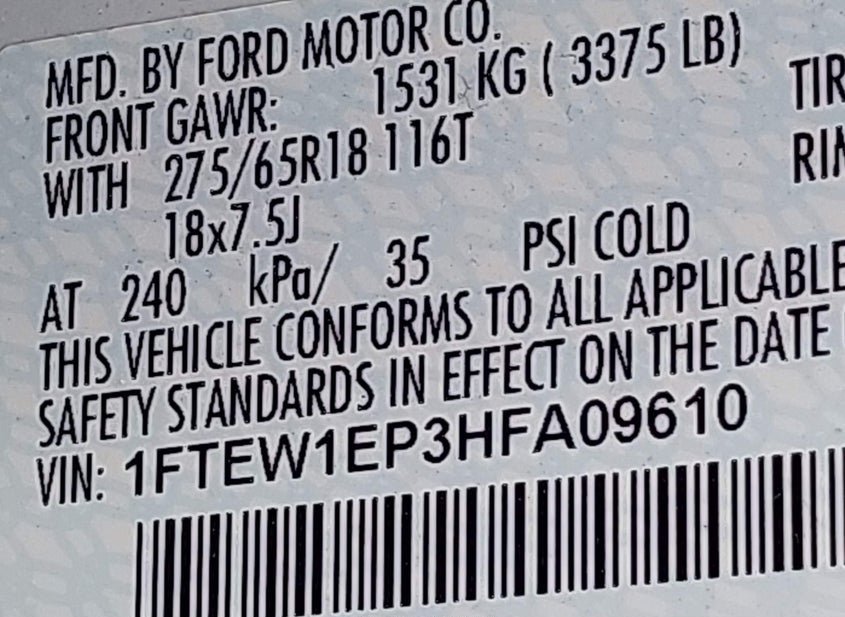 MFD. BY FORD MOTOR CO.
FRONT GAWR: 1531 KG ( 3375 LB)
WITH 275/65R18 116T TIR
18x7.5J RIM
AT 240 kPa/ 35 PSI COLD
THIS VEHICLE CONFORMS TO ALL APPLICABLE
SAFETY STANDARDS IN EFFECT ON THE DATE
VIN: 1FTEW1EP3HFA09610